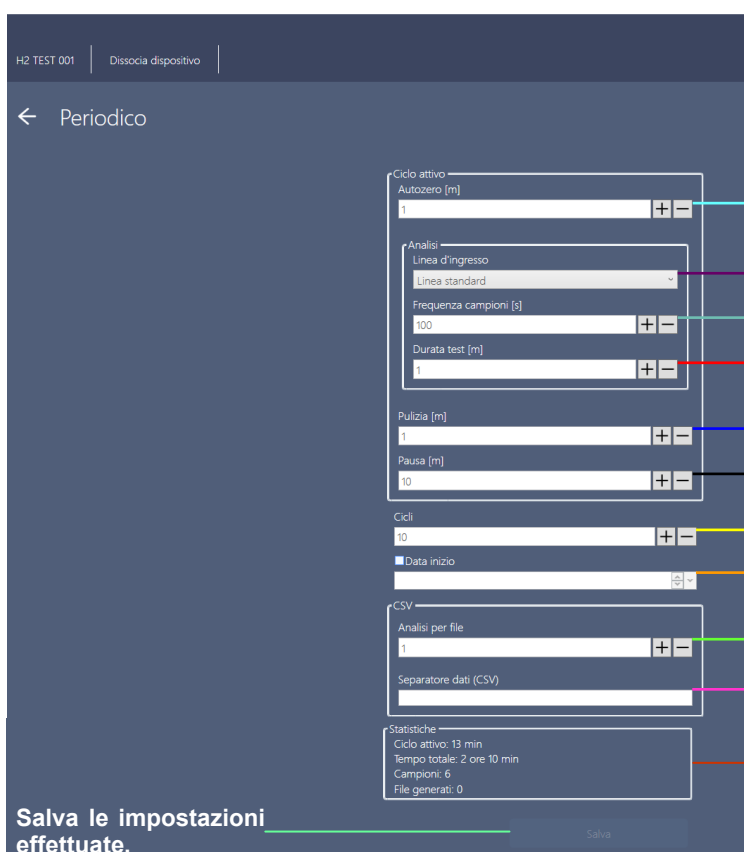 H2 TEST 001 Dissocia dispositivo
Periodico
Ciclo attivo
Autozero [m]
1
Analisi
Linea d'ingresso
Linea standard
Frequenza campioni [s]
100
Durata test [m]
1
Pulizia [m]
1
Pausa [m]
10
Cicli
10
Data inizio
CSV
Analisi per file
1
Separatore dati (CSV)
Statistiche
Ciclo attivo: 13 min
Tempo totale: 2 ore 10 min
Campioni: 6
File generati: 0
Salva le impostazioni
effettuate.
Salva